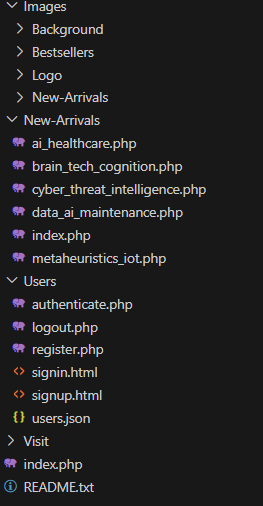 Images
Background
Bestsellers
Logo
New-Arrivals
New-Arrivals
ai_healthcare.php
brain_tech_cognition.php
cyber_threat_intelligence.php
data_ai_maintenance.php
index.php
metaheuristics_iot.php
Users
authenticate.php
logout.php
register.php
signin.html
signup.html
users.json
Visit
index.php
README.txt